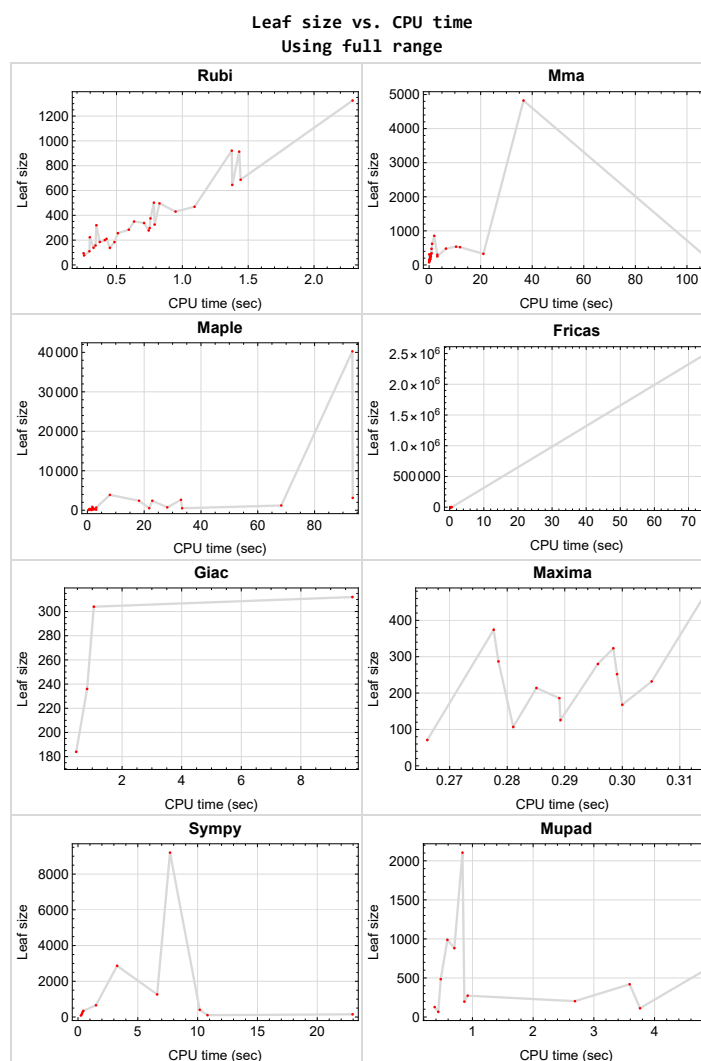 Leaf size vs. CPU time
Using full range
Rubi
Leaf size
1200
1000
800
600
400
200
0
0.5 1.0 1.5 2.0
CPU time (sec)
Mma
Leaf size
5000
4000
3000
2000
1000
0
0 20 40 60 80 100
CPU time (sec)
Maple
Leaf size
40 000
30 000
20 000
10 000
0
0 20 40 60 80
CPU time (sec)
Fricas
Leaf size
2.5 × 10⁶
2.0 × 10⁶
1.5 × 10⁶
1.0 × 10⁶
500 000
0
0 10 20 30 40 50 60 70
CPU time (sec)
Giac
Leaf size
300
280
260
240
220
200
180
2 4 6 8
CPU time (sec)
Maxima
Leaf size
400
300
200
100
0
0.27 0.28 0.29 0.30 0.31
CPU time (sec)
Sympy
Leaf size
8000
6000
4000
2000
0
0 5 10 15 20
CPU time (sec)
Mupad
Leaf size
2000
1500
1000
500
0
1 2 3 4
CPU time (sec)